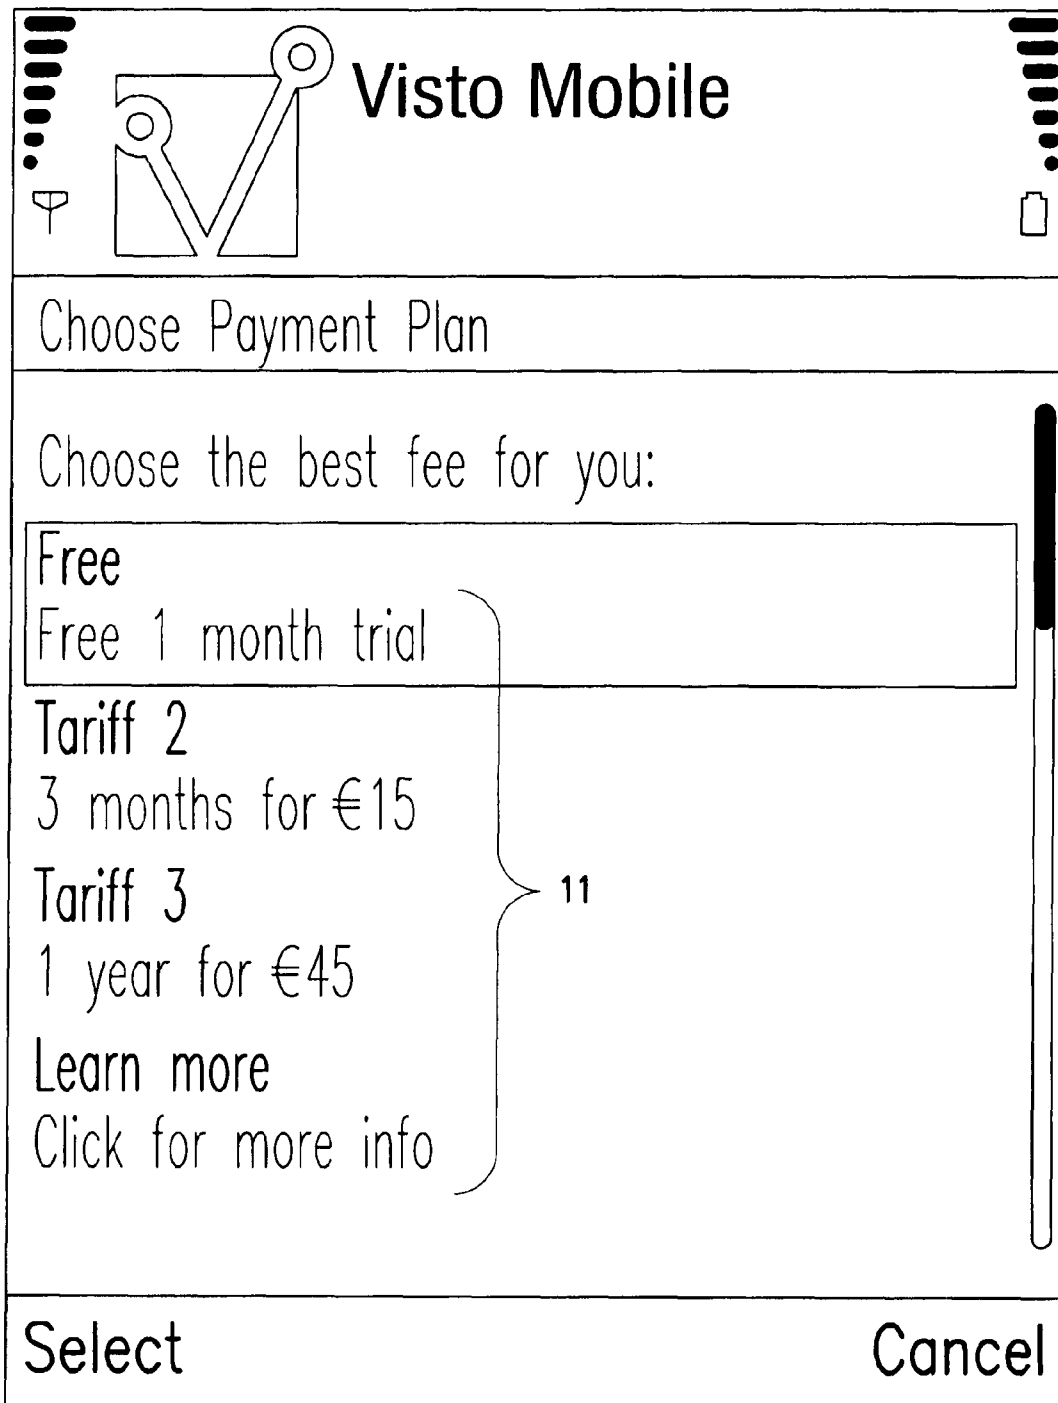 Visto Mobile
Choose Payment Plan
Choose the best fee for you:
Free
Free 1 month trial
Tariff 2
3 months for €15
Tariff 3
11
1 year for €45
Learn more
Click for more info
Select
Cancel